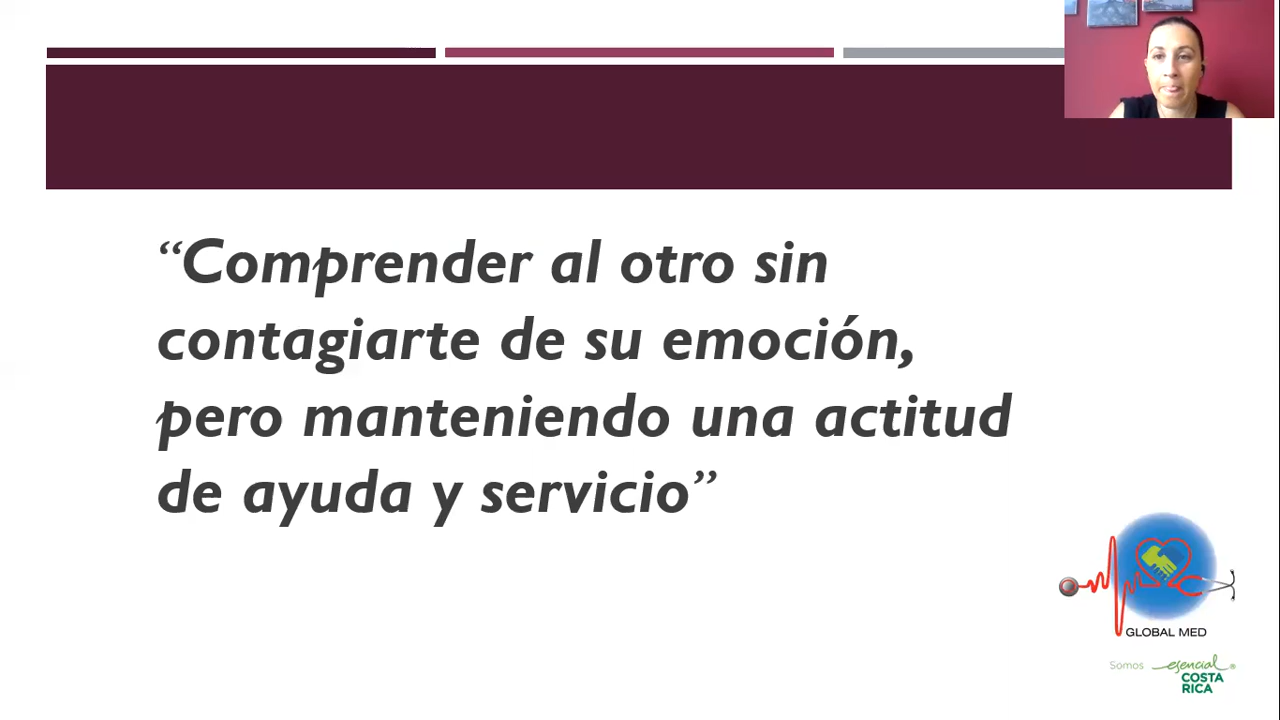 “Comprender al otro sin
contagiarte de su emoción,
pero manteniendo una actitud
de ayuda y servicio”
GLOBAL MED
Somos esencial
COSTA
RICA